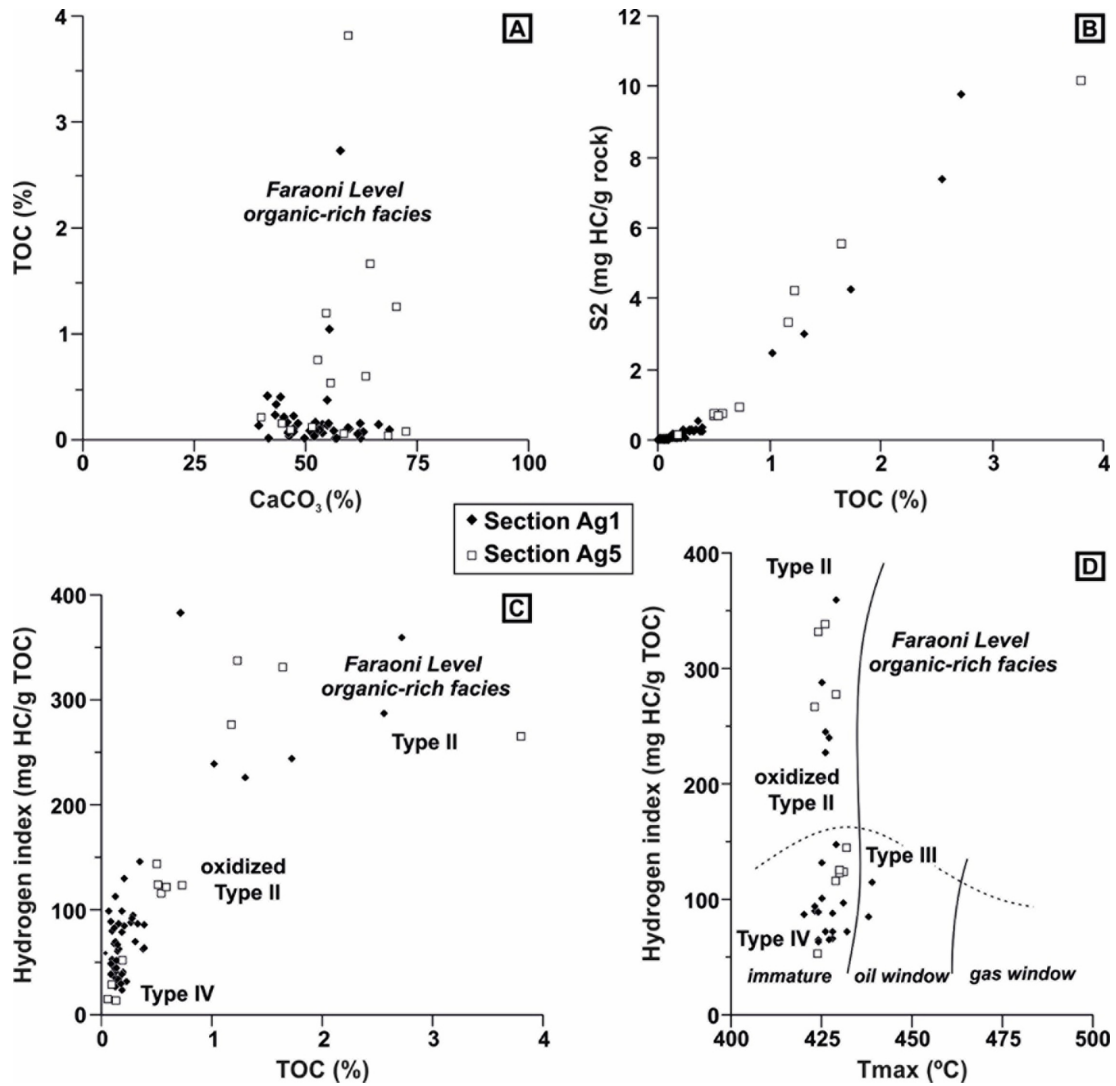 A
4
3
2
1
0
TOC (%)
Faraoni Level
organic-rich facies
0
25
50
75
100
CaCO₃ (%)
B
12
10
8
6
4
2
0
S2 (mg HC/g rock)
0
1
2
3
4
TOC (%)
Section Ag1
Section Ag5
C
400
300
200
100
0
Hydrogen index (mg HC/g TOC)
Faraoni Level
organic-rich facies
Type II
oxidized
Type II
Type IV
0
1
2
3
4
TOC (%)
D
400
300
200
100
0
Hydrogen index (mg HC/g TOC)
Type II
Faraoni Level
organic-rich facies
oxidized
Type II
Type III
Type IV
immature
oil window
gas window
400
425
450
475
500
Tmax (ºC)